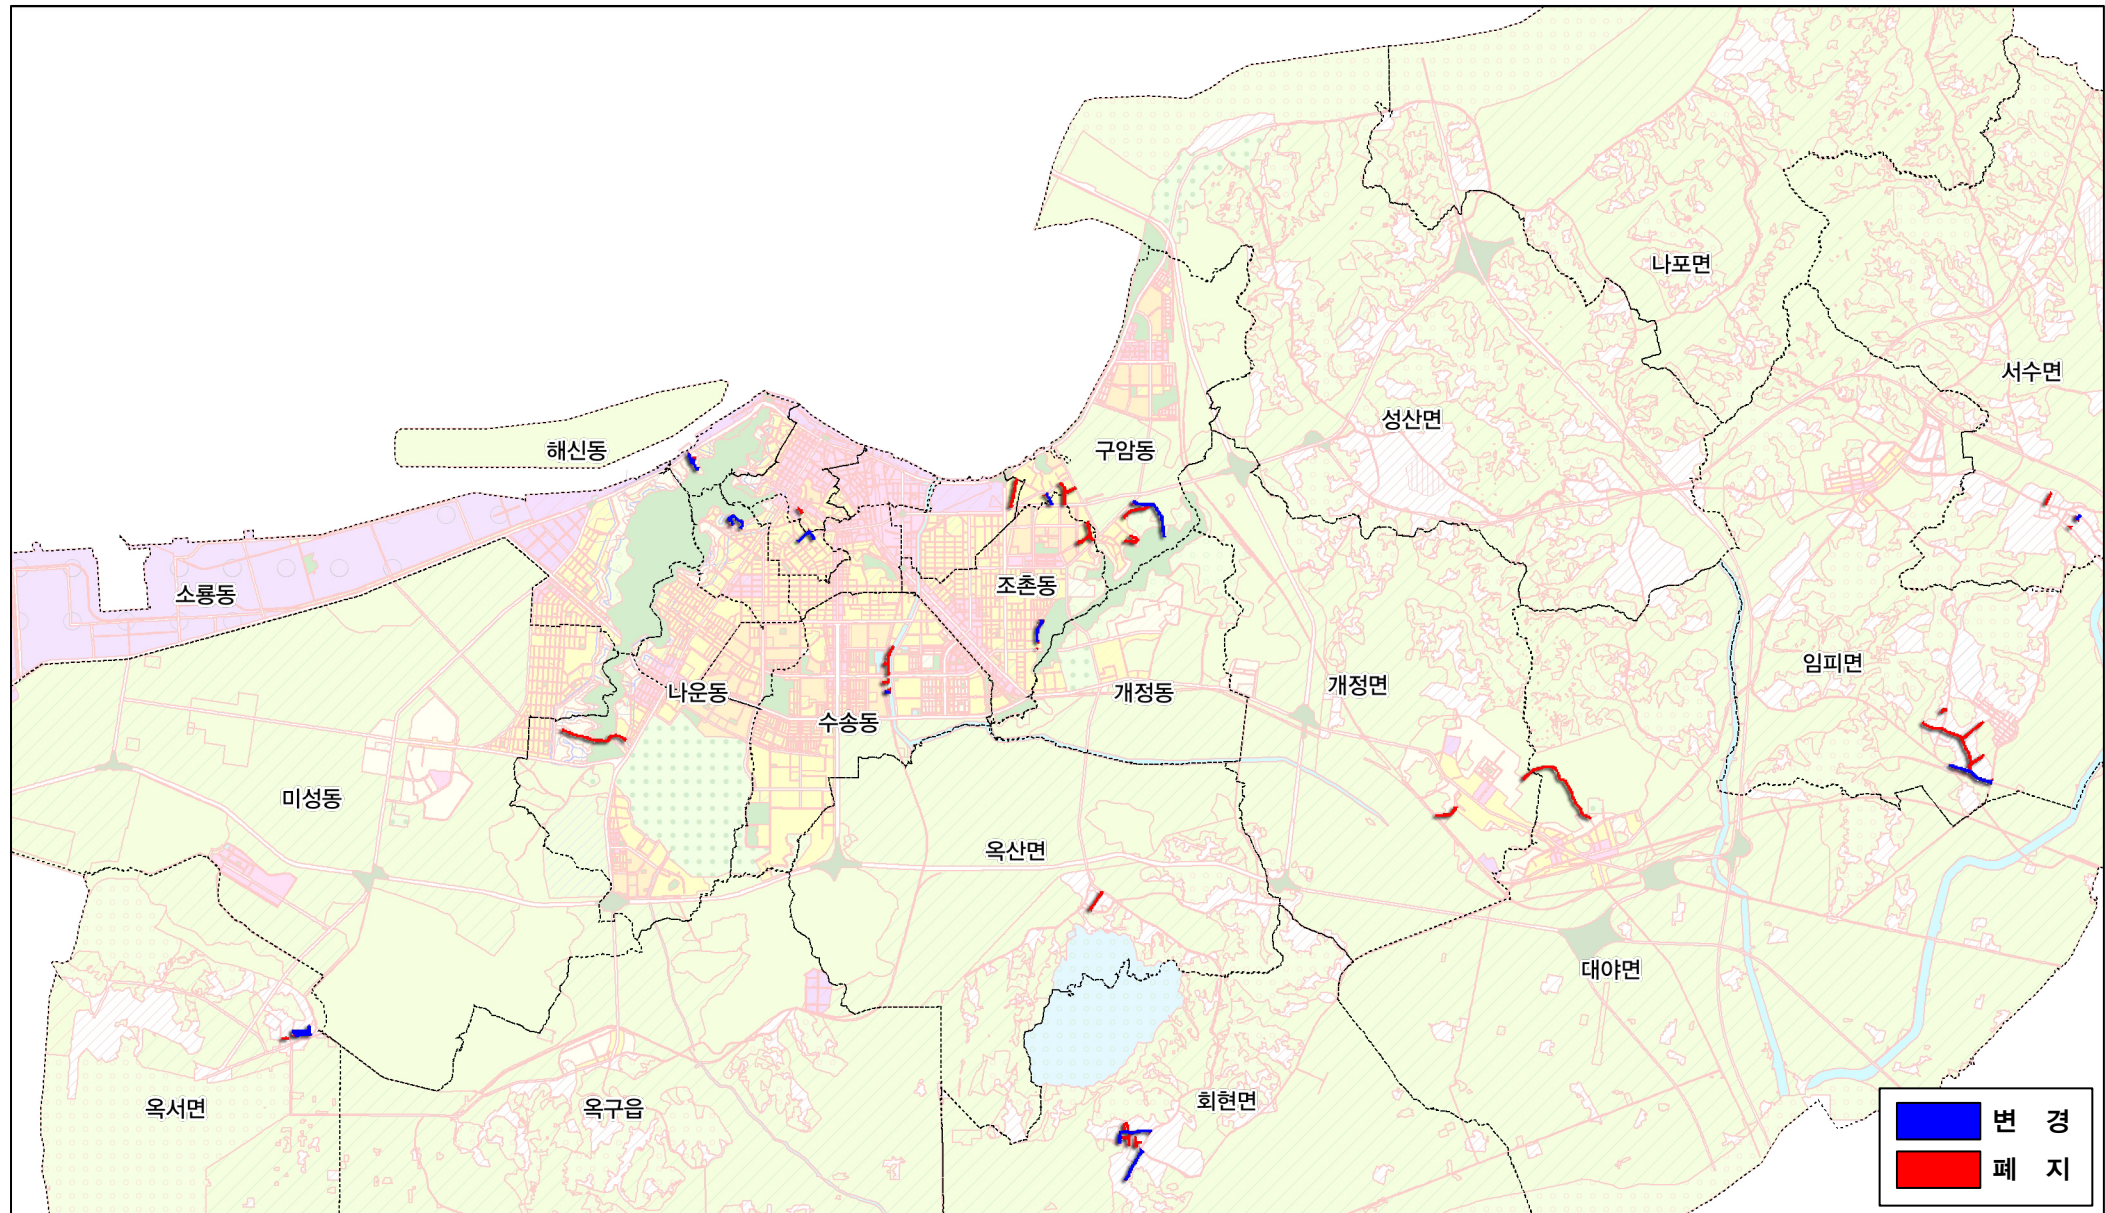 나포면
서수면
성산면
해신동
구암동
소룡동
조촌동
임피면
나운동
개정동
개정면
수송동
미성동
옥산면
대야면
옥서면
옥구읍
회현면
변 경
폐 지